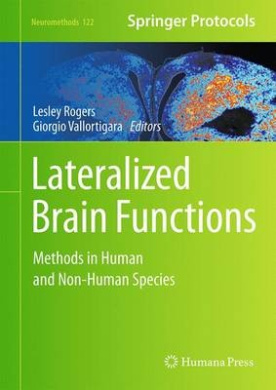 Neuromethods 122
Springer Protocols
Lesley Rogers
Giorgio Vallortigara Editors
Lateralized
Brain Functions
Methods in Human
and Non-Human Species
Humana Press